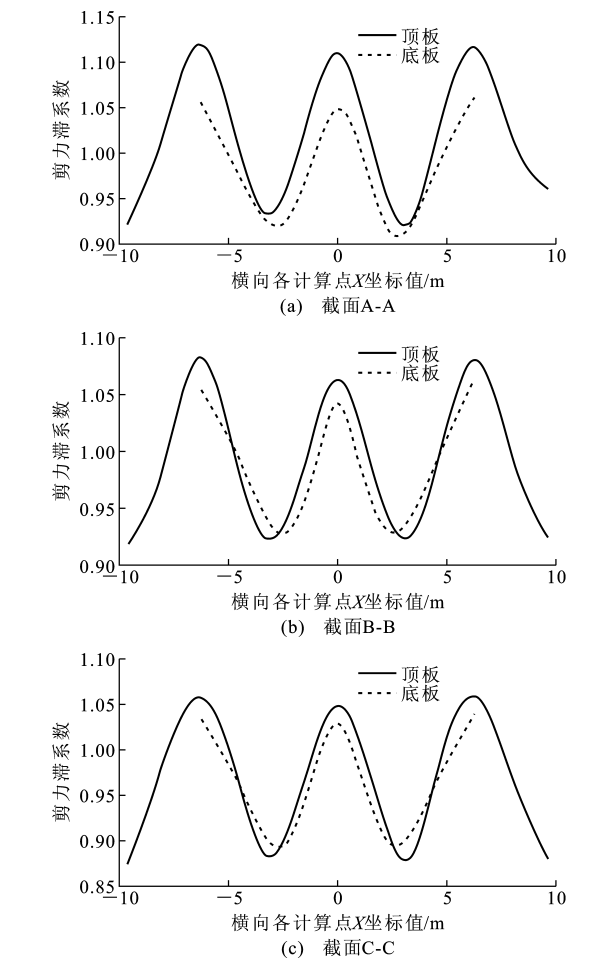 1.15
1.10
1.05
1.00
0.95
0.90
剪力滞系数
顶板
底板
−10 −5 0 5 10
横向各计算点X坐标值/m
(a) 截面A-A
1.10
1.05
1.00
0.95
0.90
剪力滞系数
顶板
底板
−10 −5 0 5 10
横向各计算点X坐标值/m
(b) 截面B-B
1.10
1.05
1.00
0.95
0.90
0.85
剪力滞系数
顶板
底板
−10 −5 0 5 10
横向各计算点X坐标值/m
(c) 截面C-C